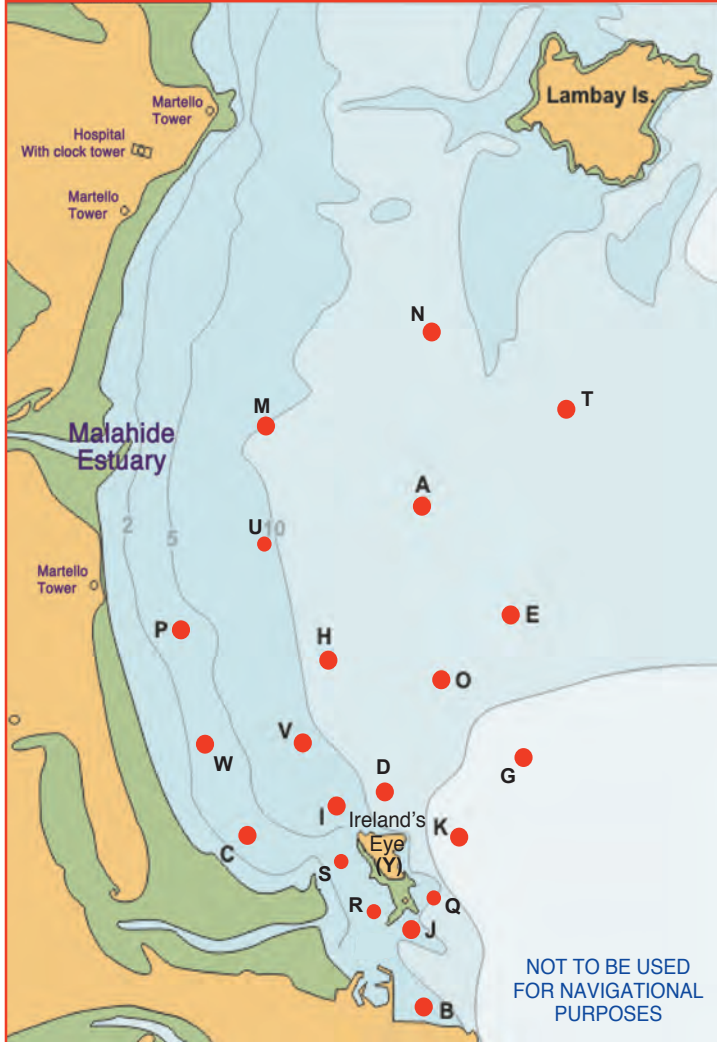 Lambay Is.
Martello
Tower
Hospital
With clock tower
Martello
Tower
N
T
M
Malahide
Estuary
A
2
5
U
10
Martello
Tower
E
P
H
O
V
W
G
D
I
Ireland's
Eye
(Y)
K
C
S
Q
R
J
B
NOT TO BE USED
FOR NAVIGATIONAL
PURPOSES